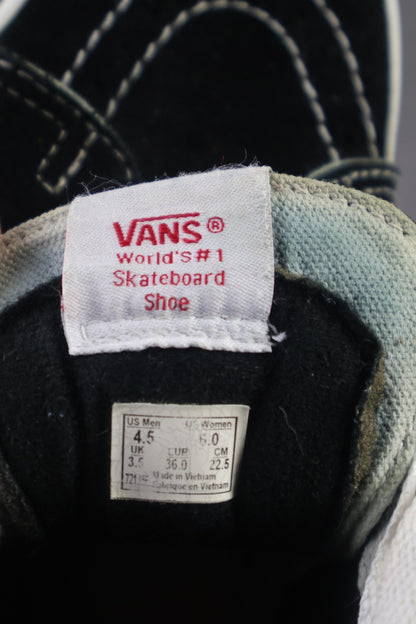 VANS®
World's #1
Skateboard
Shoe
US Men US Women
4.5 6.0
UK EUR CM
3.5 36.0 22.5
Made in Vietnam
Fabrique en Vietnam